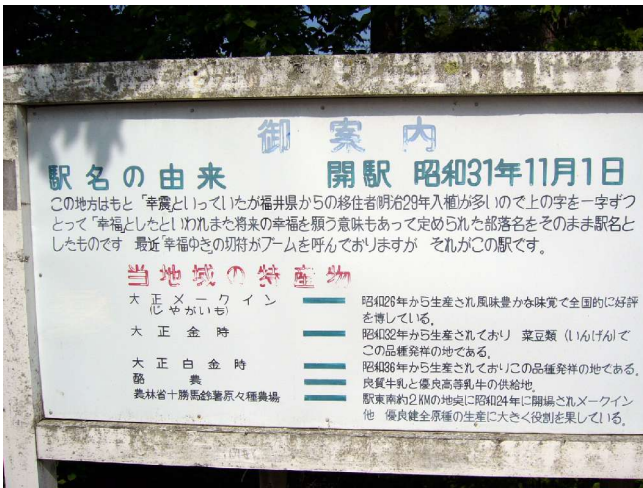 御案内
駅名の由来 開駅 昭和31年11月1日
この地方はもと「幸震」といっていたが福井県からの移住者明治29年入植が多いので上の字を一字ずつ
とって「幸福」としたといわれまた将来の幸福を願う意味もあって定められた部落名をそのまま駅名と
したものです 最近「幸福ゆきの切符がブームを呼んでおりますが それがこの駅です。
当地域の特産物
大正メークイン ━━ 昭和26年から生産され風味豊かな味覚で全国的に好評
(じゃがいも) を博している。
大正金時 ━━ 昭和32年から生産されており 菜豆類(いんげん)で
この品種発祥の地である。
大正白金時 ━━ 昭和36年から生産されておりこの品種発祥の地である。
酪農 ━━ 良質牛乳と優良高等乳牛の供給地。
農林省十勝馬鈴薯原々種農場 ━━ 駅東南約2KMの地点に昭和24年に開場されメークイン
他 優良健全原種の生産に大きく役割を果している。